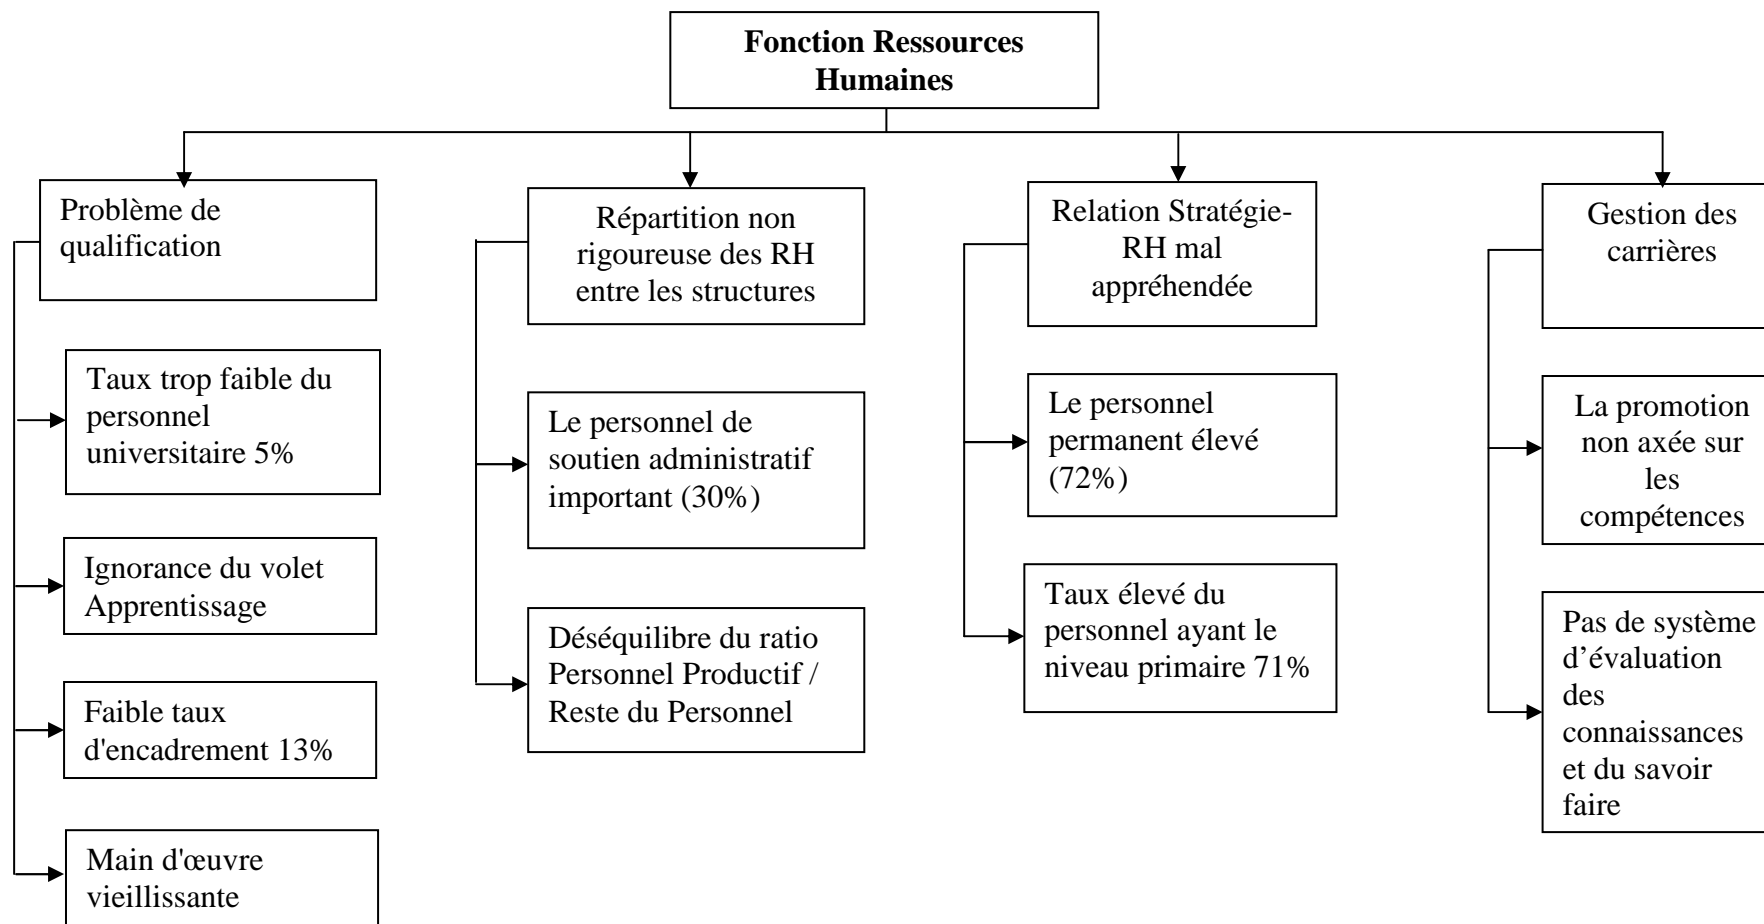 Fonction Ressources
Humaines
Problème de
qualification
Taux trop faible du
personnel
universitaire 5%
Ignorance du volet
Apprentissage
Faible taux
d'encadrement 13%
Main d'œuvre
vieillissante
Répartition non
rigoureuse des RH
entre les structures
Le personnel de
soutien administratif
important (30%)
Déséquilibre du ratio
Personnel Productif /
Reste du Personnel
Relation Stratégie-
RH mal
appréhendée
Le personnel
permanent élevé
(72%)
Taux élevé du
personnel ayant le
niveau primaire 71%
Gestion des
carrières
La promotion
non axée sur
les
compétences
Pas de système
d’évaluation
des
connaissances
et du savoir
faire